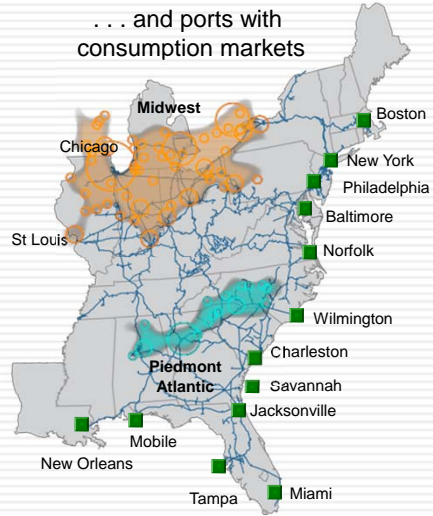 . . . and ports with
consumption markets
Midwest
Chicago
Boston
New York
Philadelphia
Baltimore
St Louis
Norfolk
Wilmington
Charleston
Piedmont
Atlantic
Savannah
Jacksonville
Mobile
New Orleans
Tampa
Miami